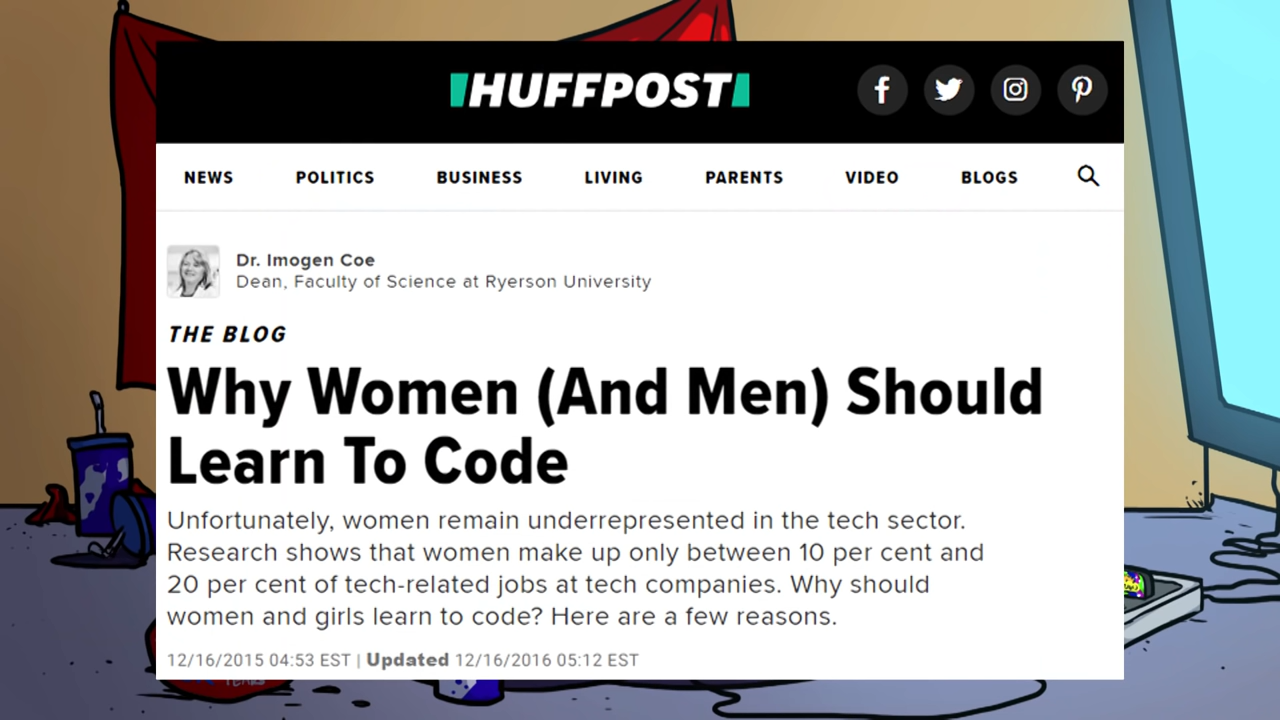 HUFFPOST
NEWS POLITICS BUSINESS LIVING PARENTS VIDEO BLOGS
Dr. Imogen Coe
Dean, Faculty of Science at Ryerson University
THE BLOG
Why Women (And Men) Should
Learn To Code
Unfortunately, women remain underrepresented in the tech sector.
Research shows that women make up only between 10 per cent and
20 per cent of tech-related jobs at tech companies. Why should
women and girls learn to code? Here are a few reasons.
12/16/2015 04:53 EST | Updated 12/16/2016 05:12 EST